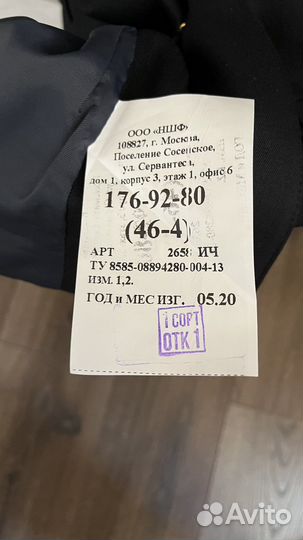 ООО «НШФ»
108827, г. Москва,
Поселение Сосенское,
ул. Сервантеса,
дом 1, корпус 3, этаж 1, офис 6
176-92-80
(46-4)
АРТ 2658 ИЧ
ТУ 8585-08894280-004-13
ИЗМ. 1,2.
ГОД и МЕС ИЗГ. 05.20
1 СОРТ
ОТК 1
Avito